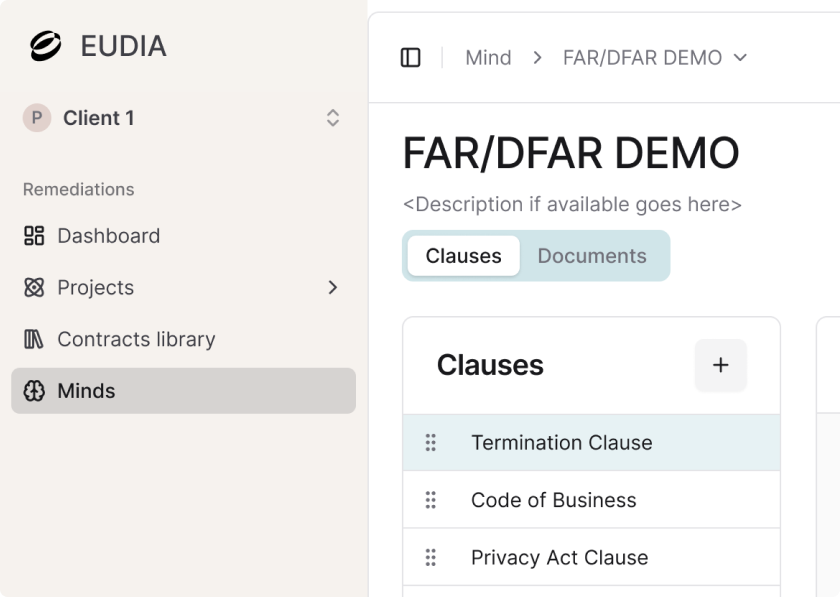 EUDIA
P Client 1
Remediations
Dashboard
Projects
Contracts library
Minds
Mind > FAR/DFAR DEMO
FAR/DFAR DEMO
<Description if available goes here>
Clauses Documents
Clauses +
Termination Clause
Code of Business
Privacy Act Clause